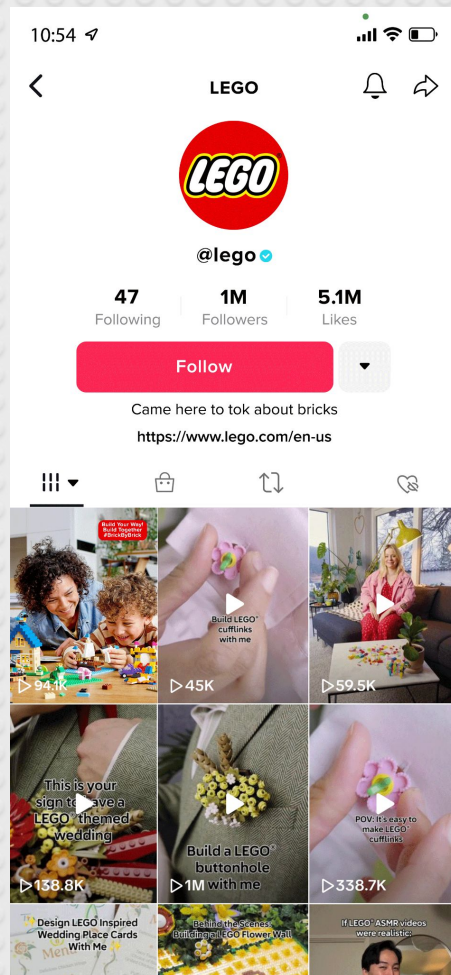 10:54
LEGO
LEGO
@lego
47
Following
1M
Followers
5.1M
Likes
Follow
Came here to tok about bricks
https://www.lego.com/en-us
Build Your Way!
Build Together
#BrickByBrick
94.1K
Build LEGO®
cufflinks
with me
45K
59.5K
This is your
sign to have a
LEGO® themed
wedding
138.8K
Build a LEGO®
buttonhole
with me
1M
POV: It's easy to
make LEGO®
cufflinks
338.7K
Design LEGO Inspired
Wedding Place Cards
With Me
Menu
Behind the Scenes:
Building a LEGO Flower Wall
If LEGO® ASMR videos
were realistic: